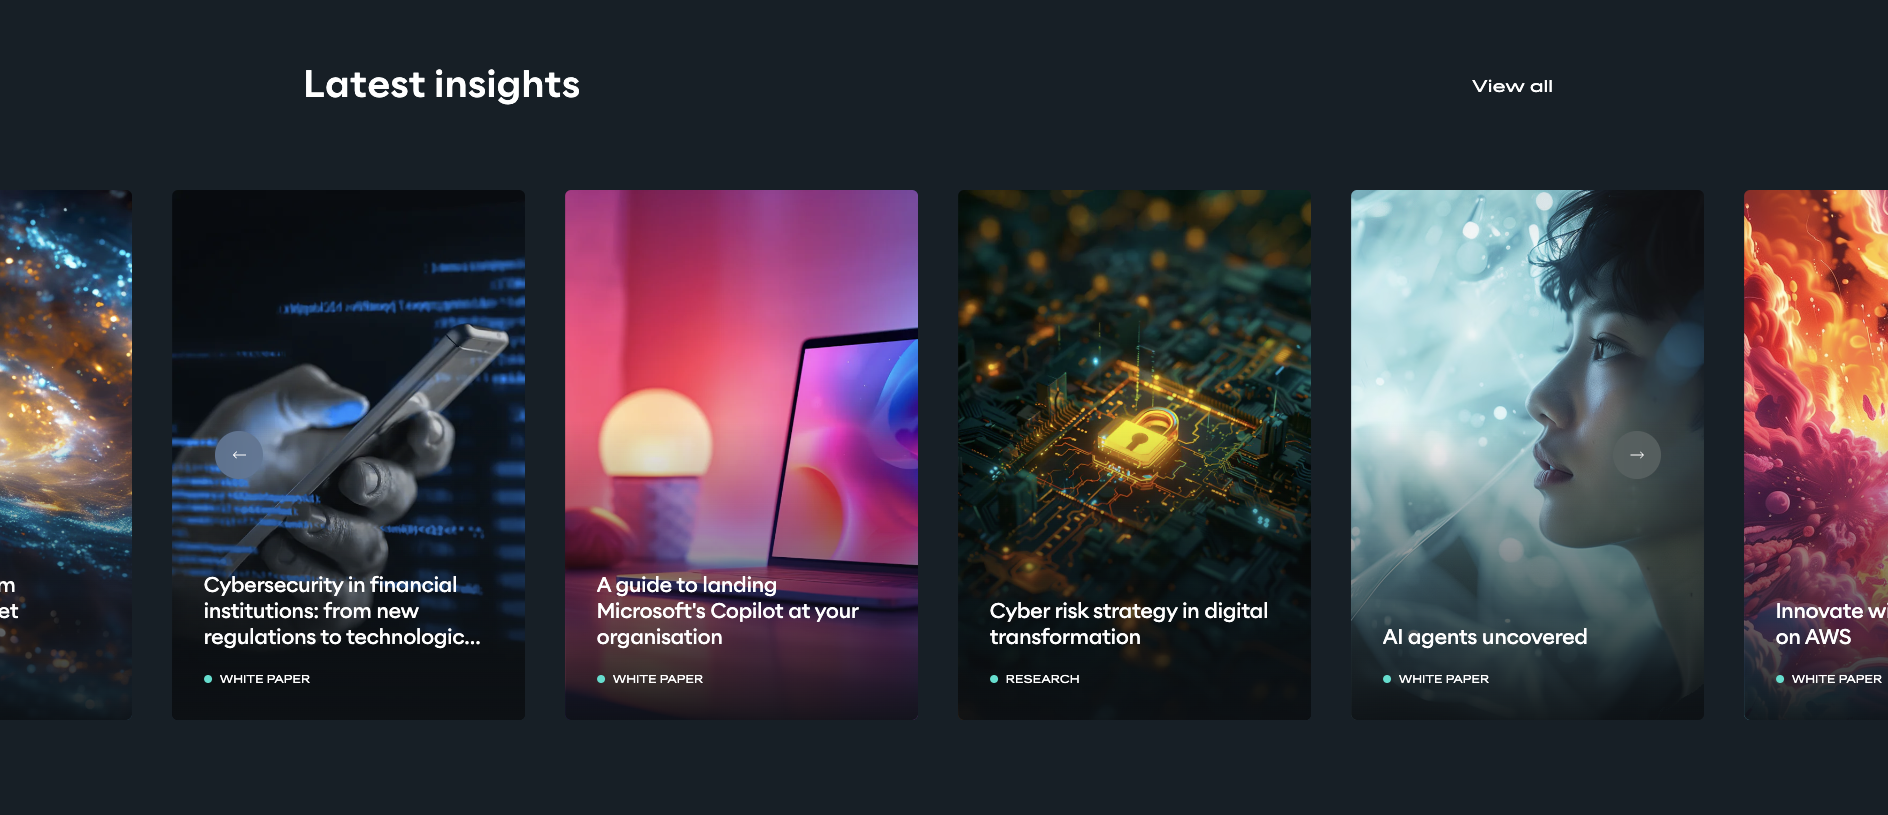 Latest insights
View all
m
et
Cybersecurity in financial
institutions: from new
regulations to technologic...
WHITE PAPER
A guide to landing
Microsoft's Copilot at your
organisation
WHITE PAPER
Cyber risk strategy in digital
transformation
RESEARCH
AI agents uncovered
WHITE PAPER
Innovate wi
on AWS
WHITE PAPER